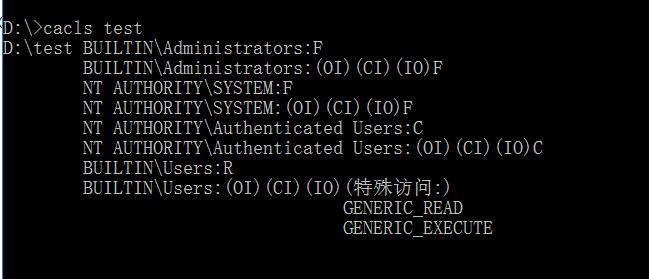 D:\>cacls test
D:\test BUILTIN\Administrators:F
BUILTIN\Administrators:(OI)(CI)(IO)F
NT AUTHORITY\SYSTEM:F
NT AUTHORITY\SYSTEM:(OI)(CI)(IO)F
NT AUTHORITY\Authenticated Users:C
NT AUTHORITY\Authenticated Users:(OI)(CI)(IO)C
BUILTIN\Users:R
BUILTIN\Users:(OI)(CI)(IO)(特殊访问:)
GENERIC_READ
GENERIC_EXECUTE